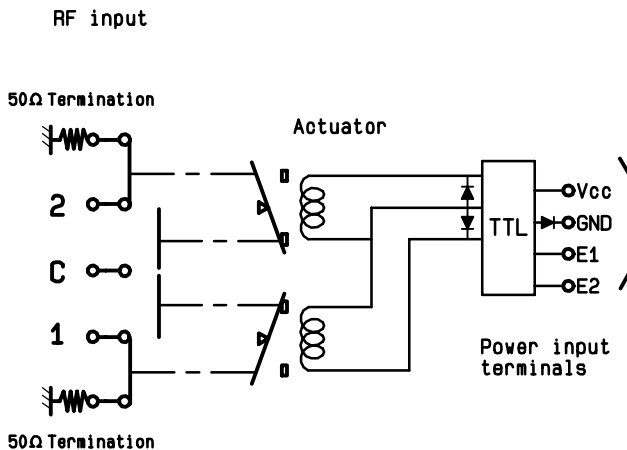 RF input
50Ω Termination
Actuator
2
C
1
TTL
Vcc
GND
E1
E2
Power input
terminals
50Ω Termination